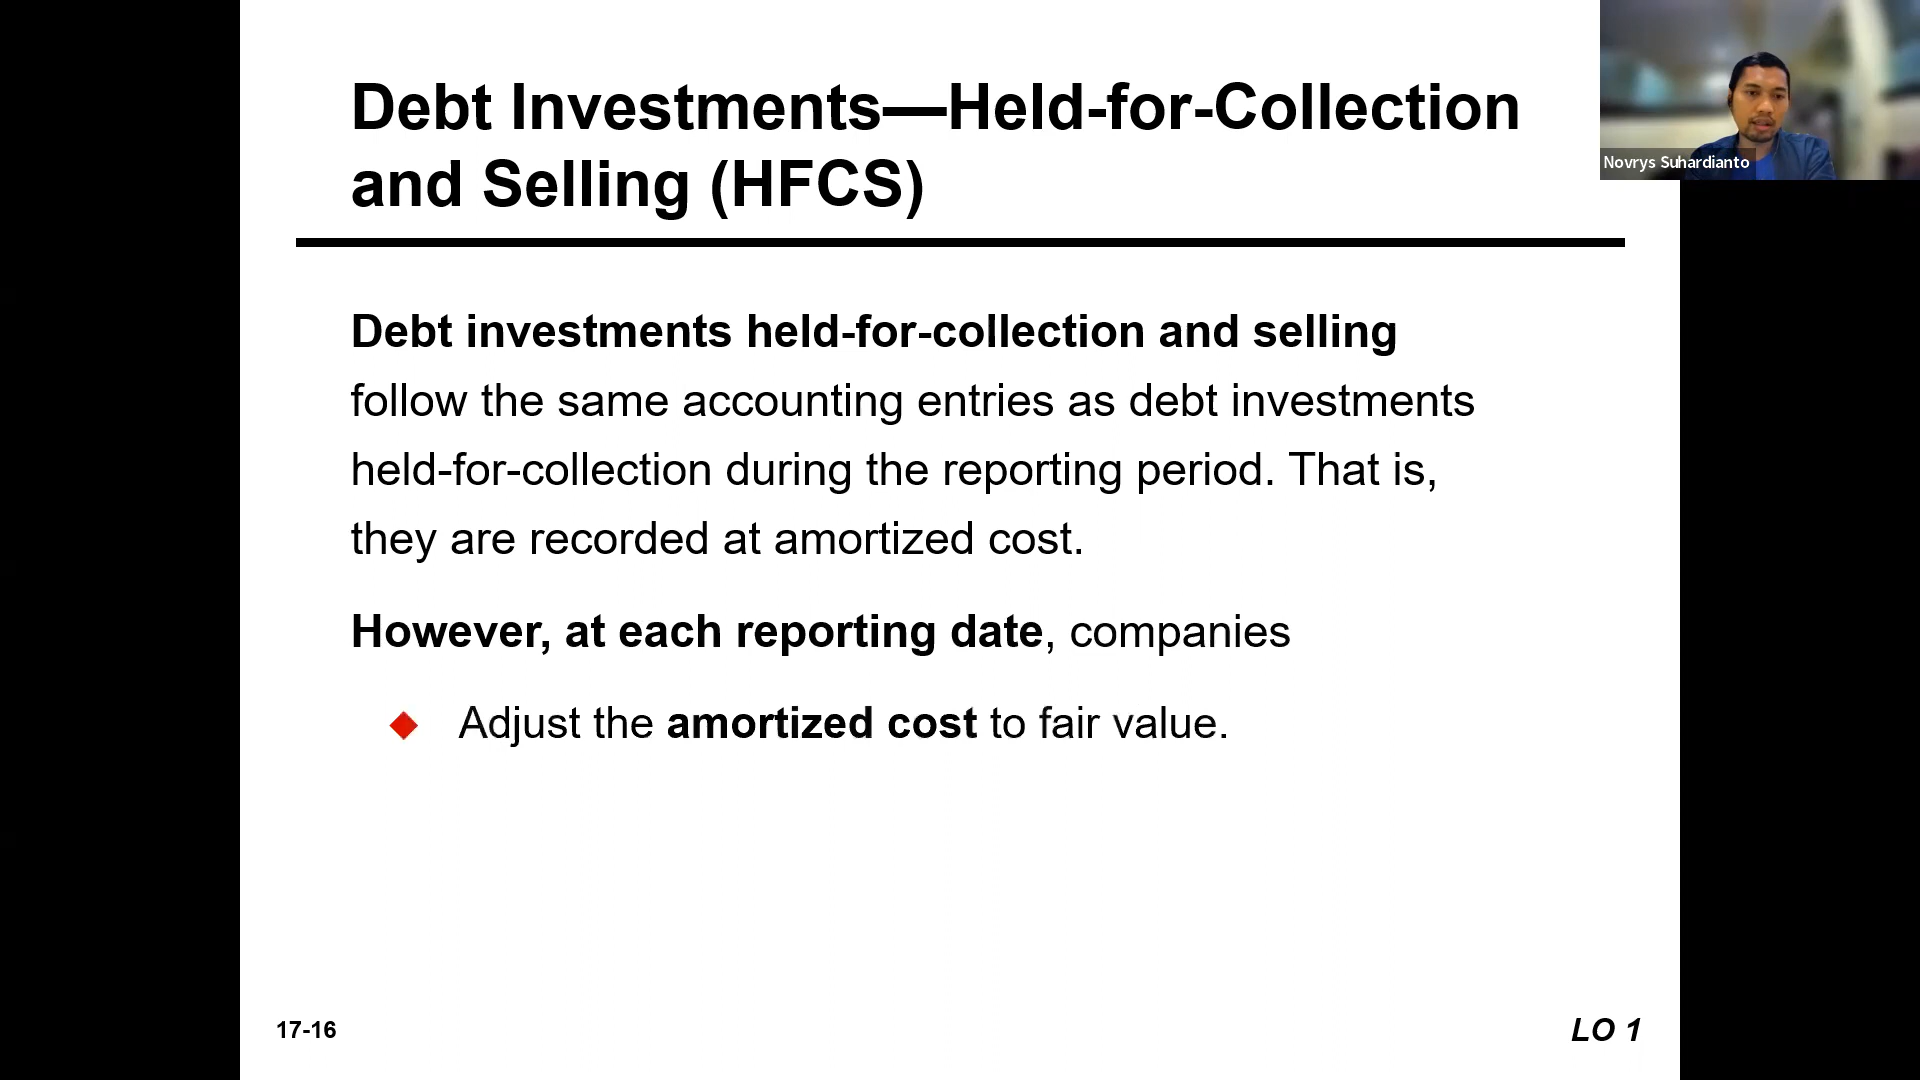 Debt Investments—Held-for-Collection
and Selling (HFCS)
Novrys Suhardianto
Debt investments held-for-collection and selling
follow the same accounting entries as debt investments
held-for-collection during the reporting period. That is,
they are recorded at amortized cost.
However, at each reporting date, companies
Adjust the amortized cost to fair value.
17-16
LO 1